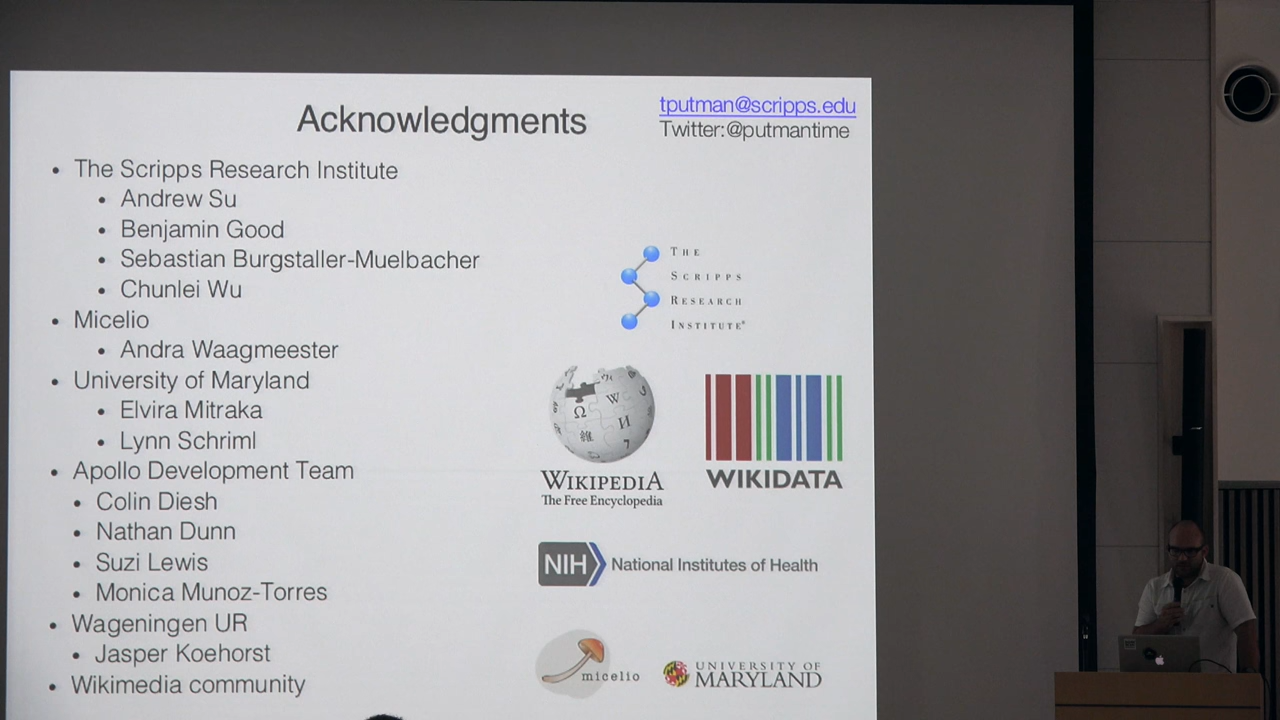 Acknowledgments
tputman@scripps.edu
Twitter:@putmantime
• The Scripps Research Institute
• Andrew Su
• Benjamin Good
• Sebastian Burgstaller-Muelbacher
• Chunlei Wu
• Micelio
• Andra Waagmeester
• University of Maryland
• Elvira Mitraka
• Lynn Schriml
• Apollo Development Team
• Colin Diesh
• Nathan Dunn
• Suzi Lewis
• Monica Munoz-Torres
• Wageningen UR
• Jasper Koehorst
• Wikimedia community
THE
SCRIPPS
RESEARCH
INSTITUTE®
Ω W И 維 7
WIKIPEDIA
The Free Encyclopedia
WIKIDATA
NIH National Institutes of Health
micelio
UNIVERSITY OF
MARYLAND